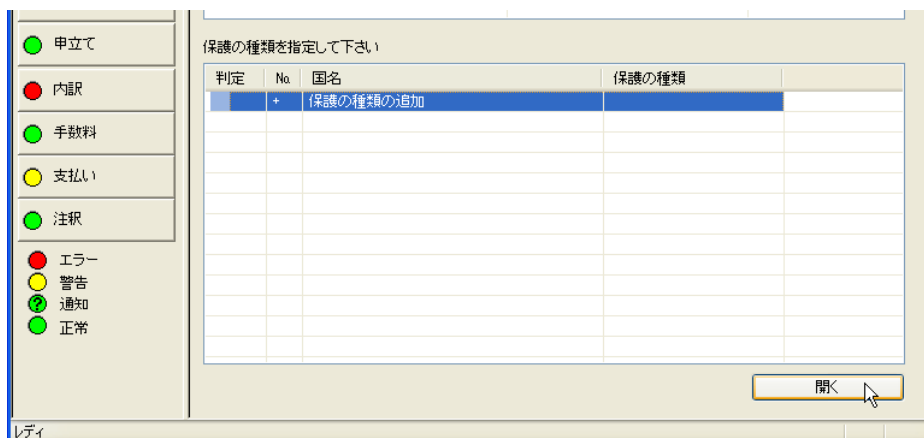 申立て
内訳
手数料
支払い
注釈
エラー
警告
通知
正常
保護の種類を指定して下さい
判定 No. 国名 保護の種類
+ 保護の種類の追加
開く
レディ